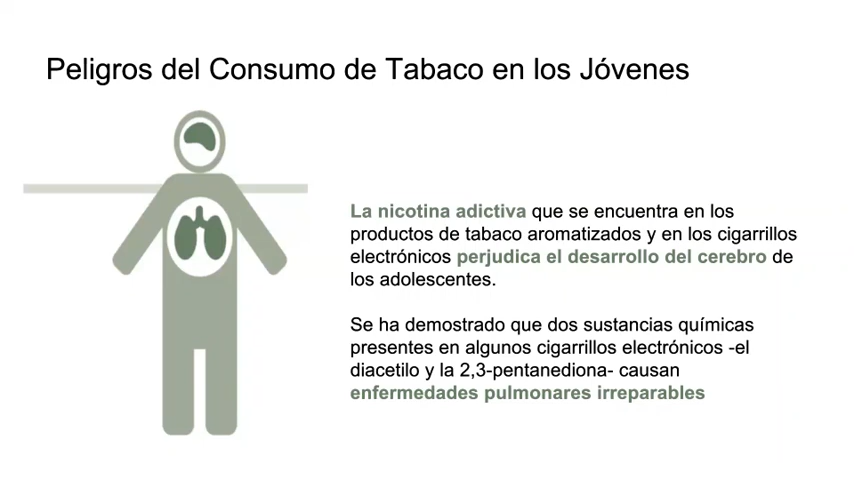 Peligros del Consumo de Tabaco en los Jóvenes
La nicotina adictiva que se encuentra en los
productos de tabaco aromatizados y en los cigarrillos
electrónicos perjudica el desarrollo del cerebro de
los adolescentes.
Se ha demostrado que dos sustancias químicas
presentes en algunos cigarrillos electrónicos -el
diacetilo y la 2,3-pentanediona- causan
enfermedades pulmonares irreparables